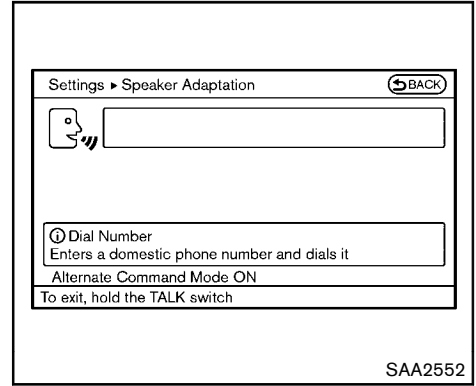 Settings ▸ Speaker Adaptation
BACK
Dial Number
Enters a domestic phone number and dials it
Alternate Command Mode ON
To exit, hold the TALK switch
SAA2552